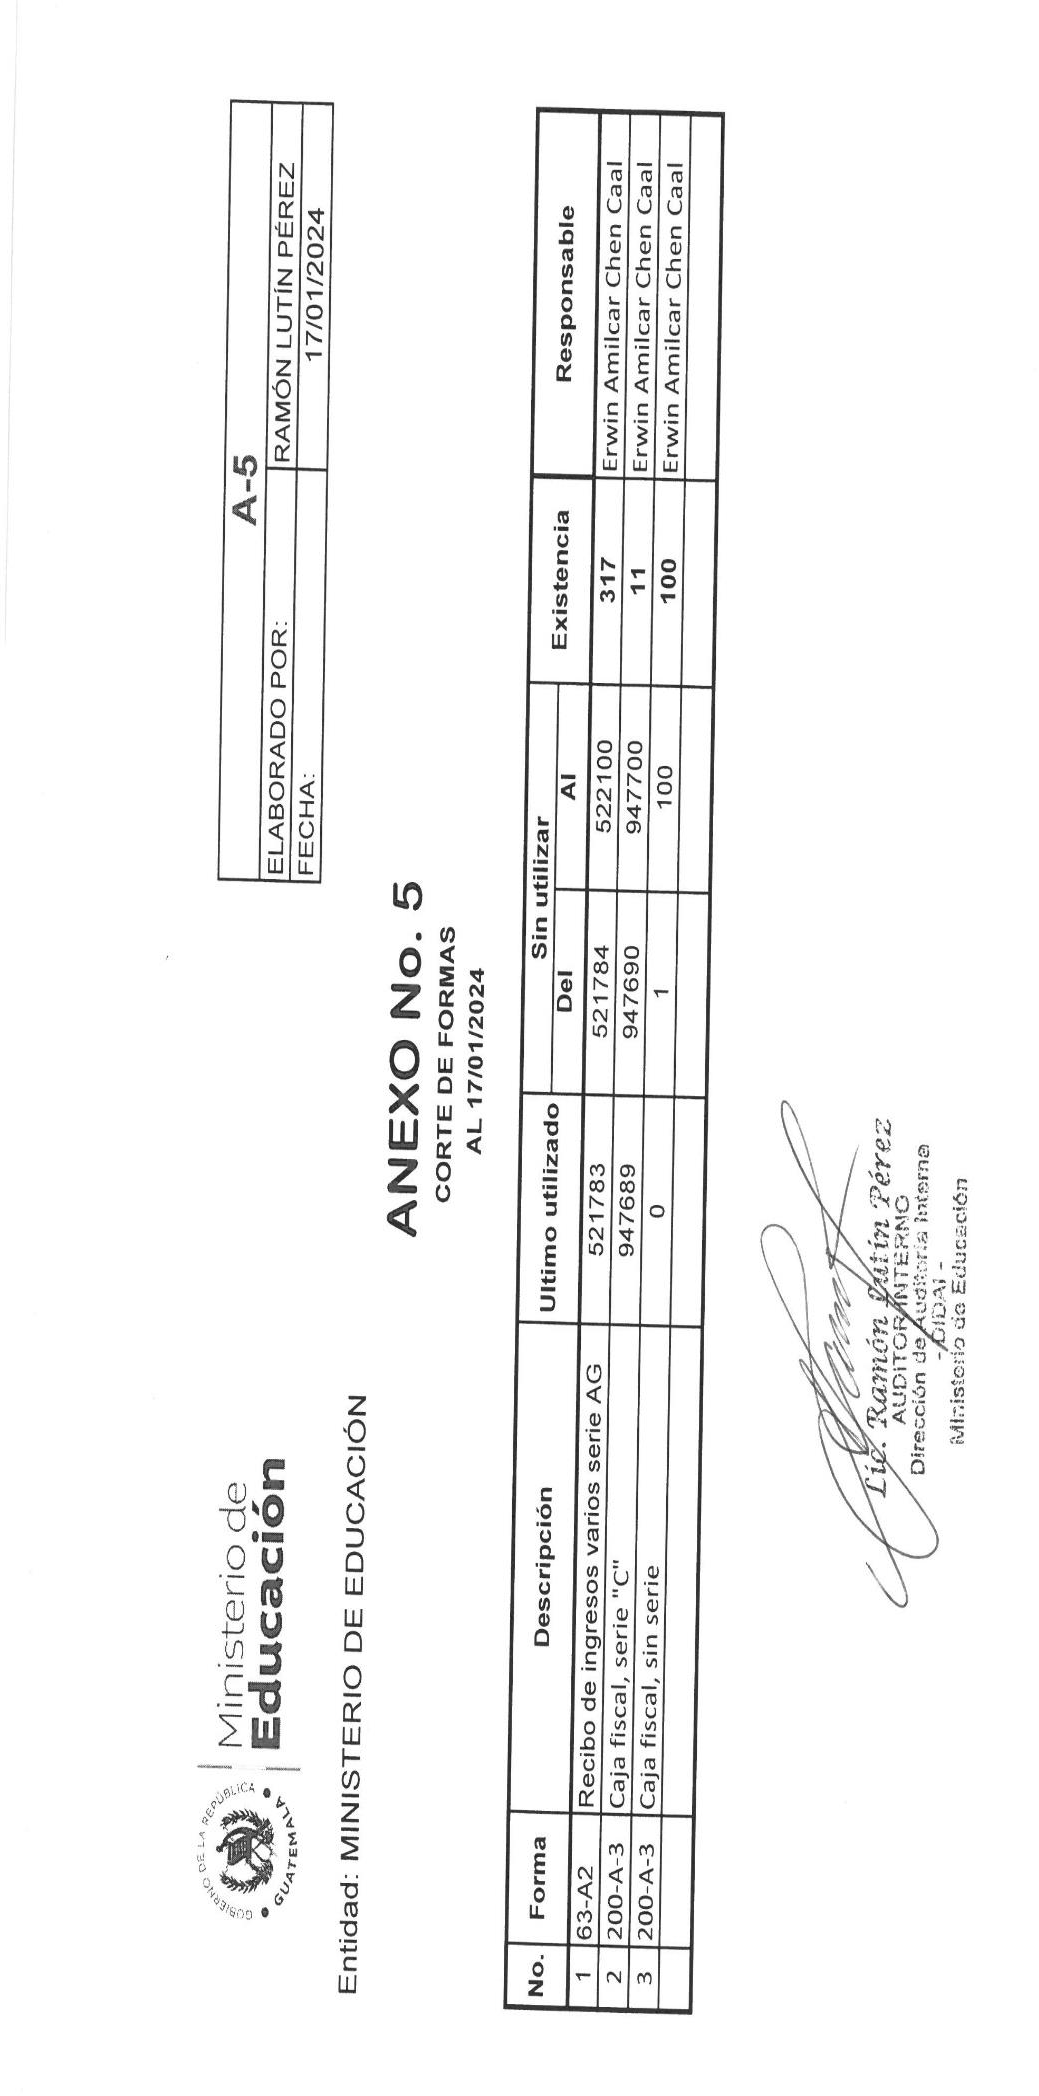 GOBIERNO DE LA REPÚBLICA
GUATEMALA
Ministerio de
Educación
A-5
ELABORADO POR: RAMÓN LUTÍN PÉREZ
FECHA: 17/01/2024
Entidad: MINISTERIO DE EDUCACIÓN
ANEXO No. 5
CORTE DE FORMAS
AL 17/01/2024
No. Forma Descripción Ultimo utilizado Sin utilizar Existencia Responsable
Del Al
1 63-A2 Recibo de ingresos varios serie AG 521783 521784 522100 317 Erwin Amilcar Chen Caal
2 200-A-3 Caja fiscal, serie "C" 947689 947690 947700 11 Erwin Amilcar Chen Caal
3 200-A-3 Caja fiscal, sin serie 0 1 100 100 Erwin Amilcar Chen Caal
Lic. Ramón Lutín Pérez
AUDITOR INTERNO
Dirección de Auditoría Interna
- DIDAI -
Ministerio de Educación